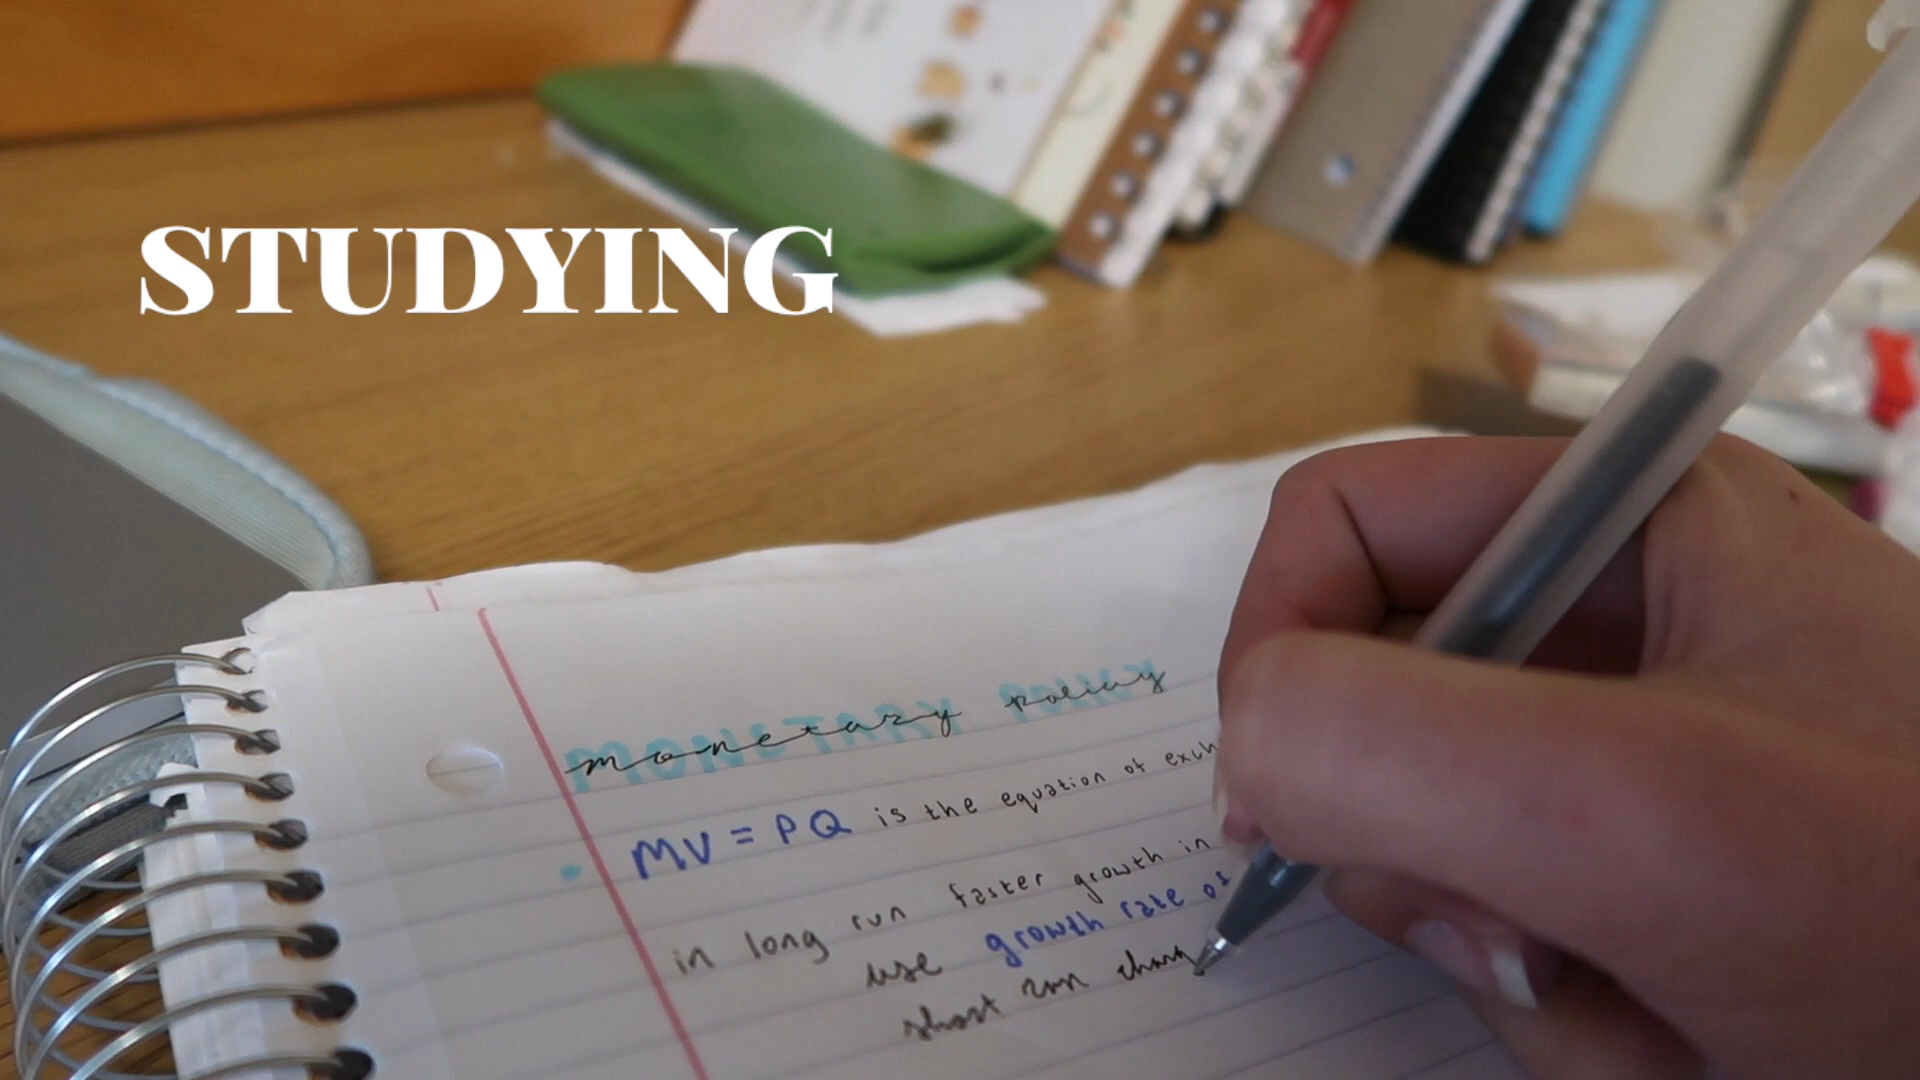 STUDYING
MONETARY POLICY
monetary policy
MV = PQ is the equation of exch
in long run faster growth in
use growth rate of
short run chang